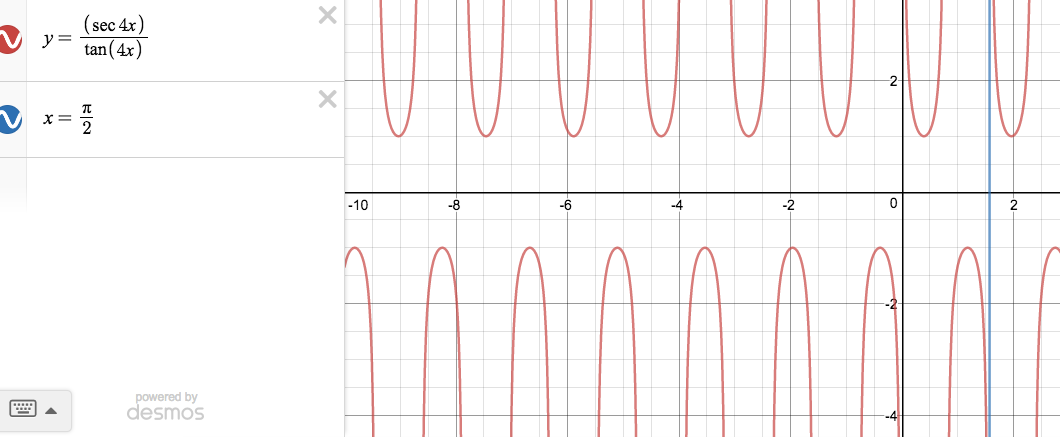 y = (sec 4x) / tan(4x)
x = π / 2
powered by
desmos
2
-10 -8 -6 -4 -2 0 2
-2
-4